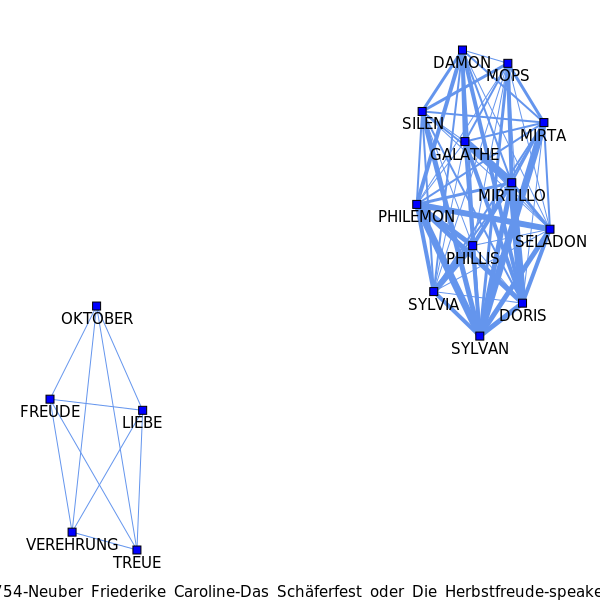 DAMON
MOPS
SILEN
MIRTA
GALATHE
MIRTILLO
PHILEMON
SELADON
PHILLIS
SYLVIA
DORIS
OKTOBER
SYLVAN
FREUDE
LIEBE
VEREHRUNG
TREUE
754-Neuber Friederike Caroline-Das Schäferfest oder Die Herbstfreude-speake